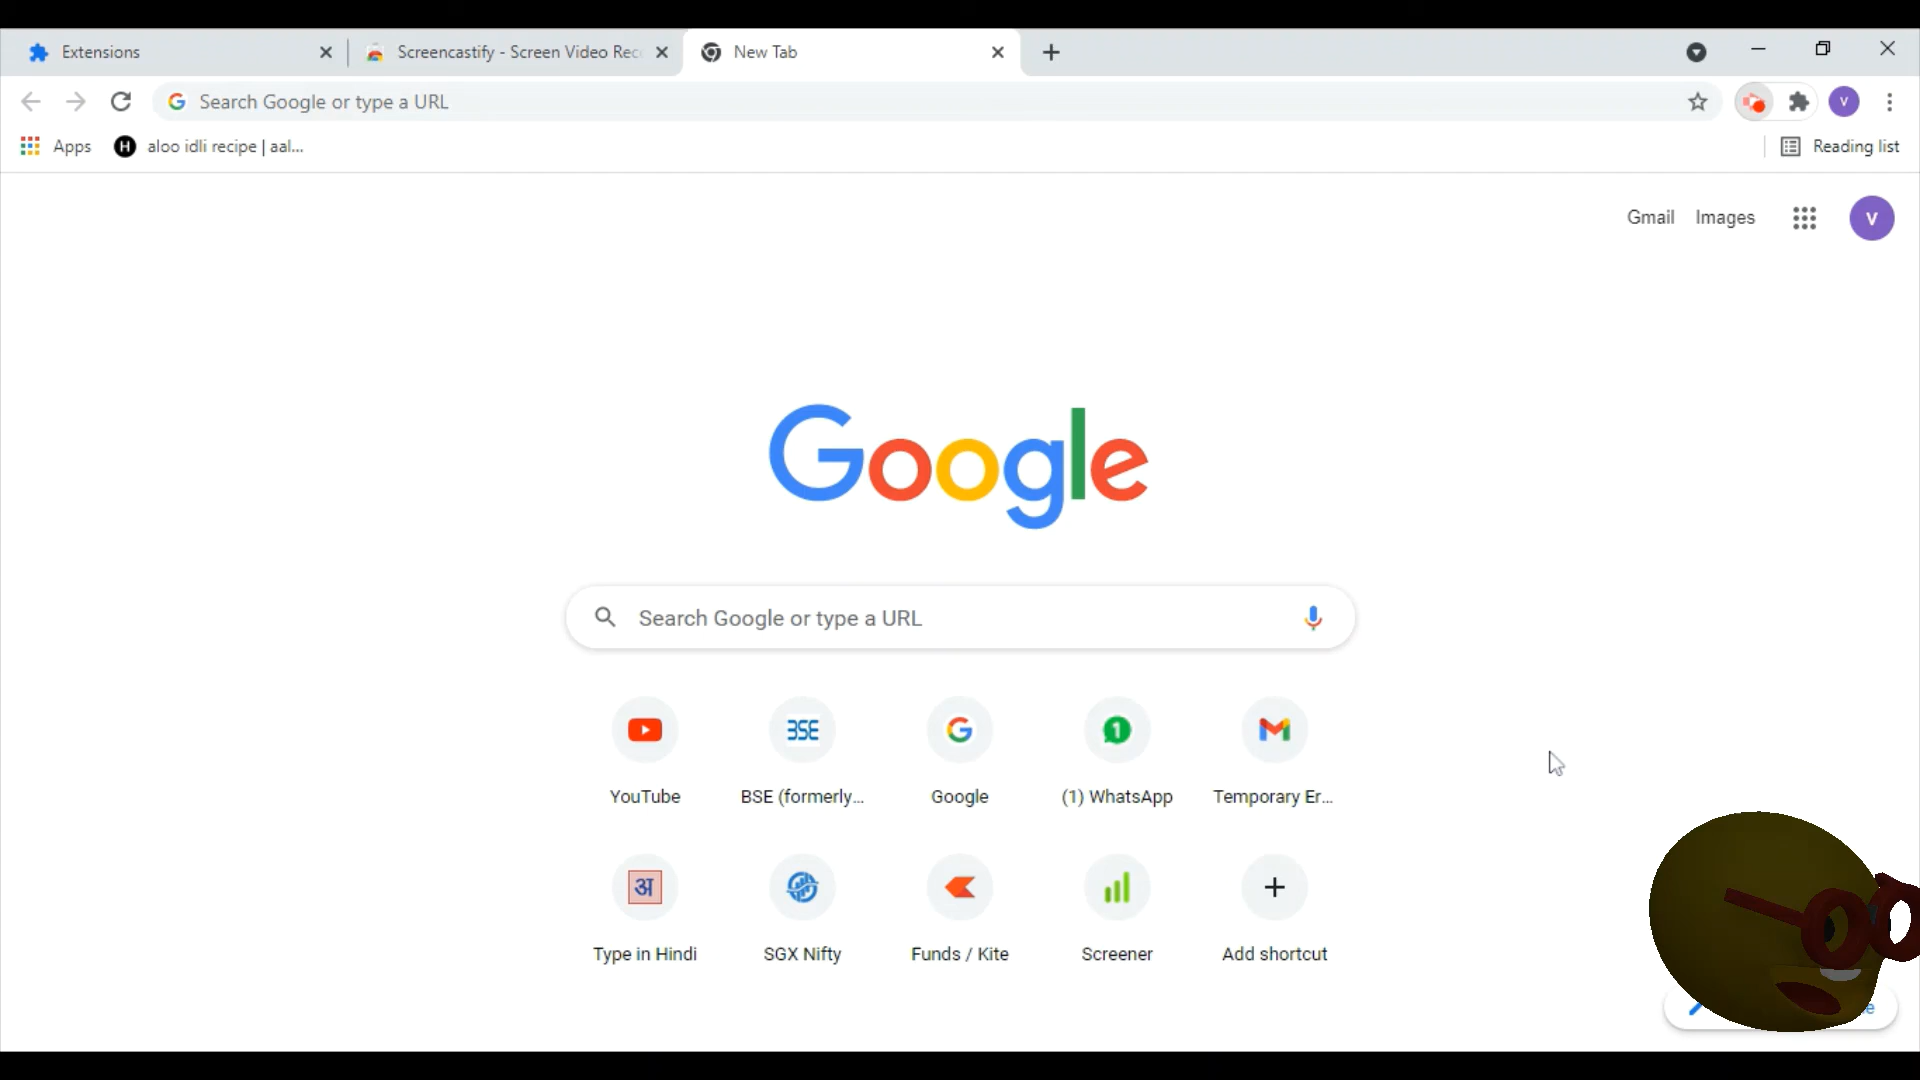 Extensions
Screencastify - Screen Video Rec
New Tab
Search Google or type a URL
V
Apps
H
aloo idli recipe | aal...
Reading list
Gmail
Images
V
Google
Search Google or type a URL
BSE
1
YouTube
BSE (formerly...
Google
(1) WhatsApp
Temporary Er...
अ
Type in Hindi
SGX Nifty
Funds / Kite
Screener
Add shortcut